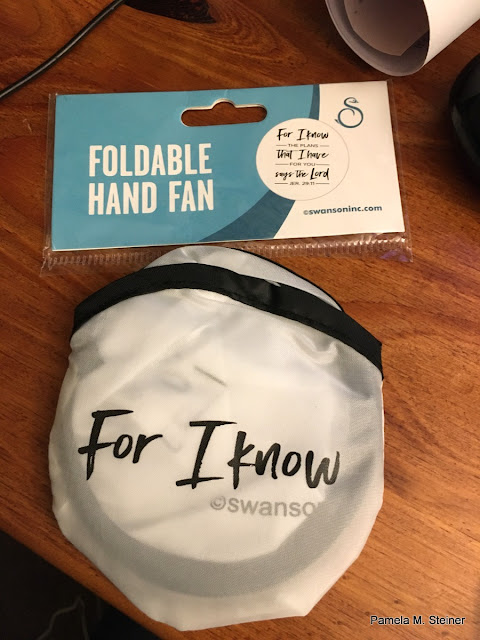 FOLDABLE
HAND FAN
For I know
THE PLANS
that I have
FOR YOU
says the Lord
JER. 29:11
©swansoninc.com
For I know
©swanso
Pamela M. Steiner